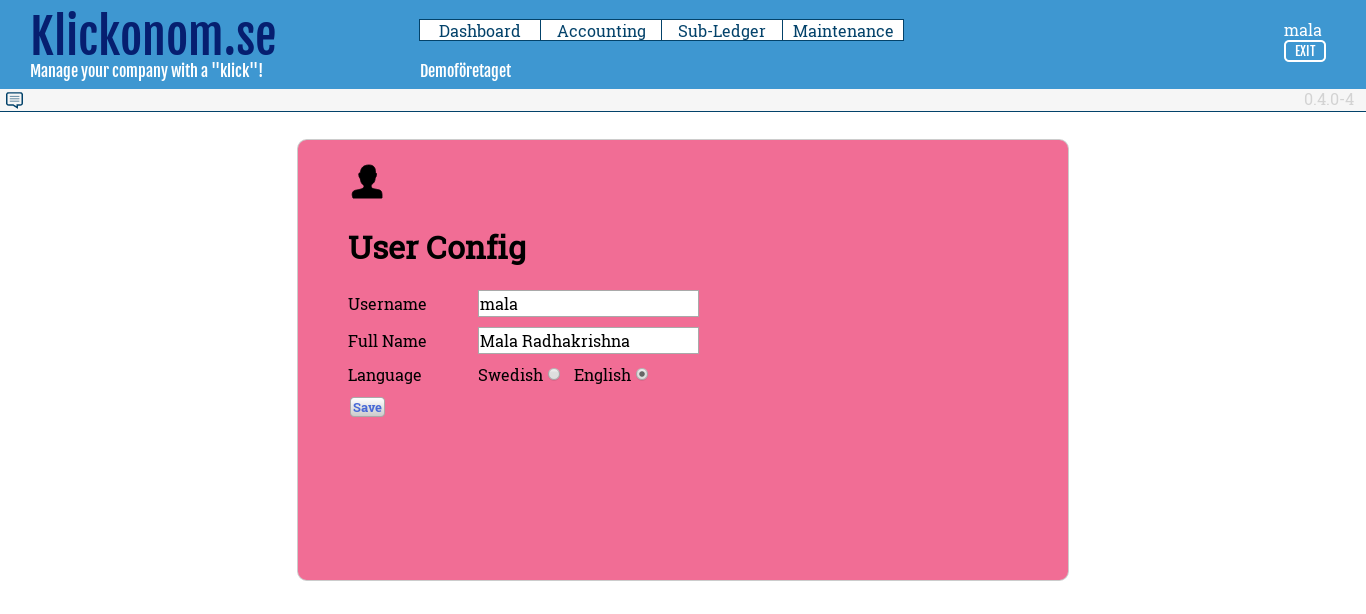 Klickonom.se
Manage your company with a "klick"!
Dashboard Accounting Sub-Ledger Maintenance
Demoföretaget
mala
EXIT
0.4.0-4
User Config
Username mala
Full Name Mala Radhakrishna
Language Swedish English
Save